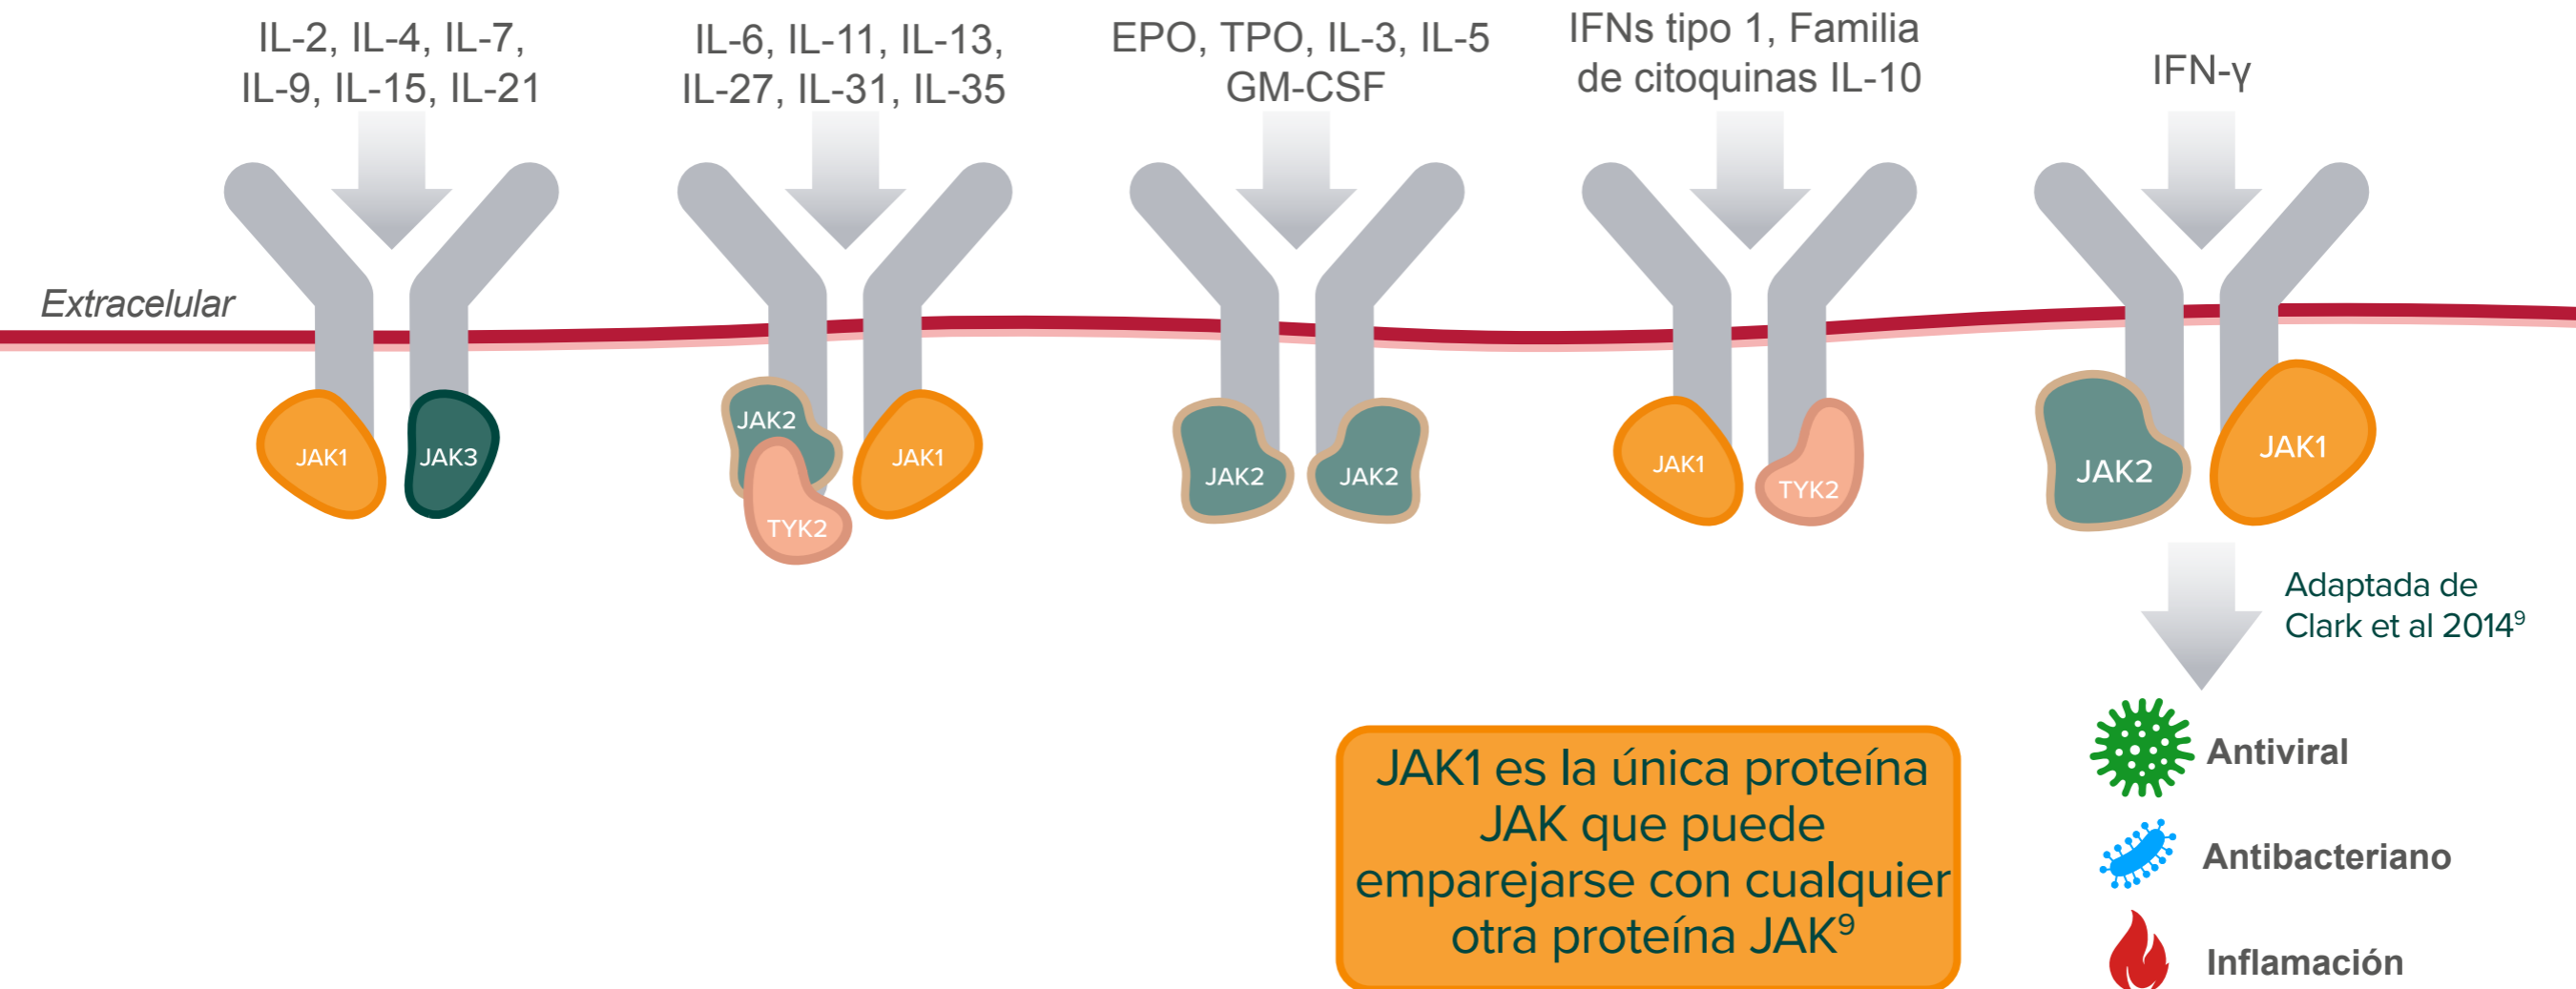 IL-2, IL-4, IL-7,
IL-9, IL-15, IL-21
IL-6, IL-11, IL-13,
IL-27, IL-31, IL-35
EPO, TPO, IL-3, IL-5
GM-CSF
IFNs tipo 1, Familia
de citoquinas IL-10
IFN-γ
Extracelular
JAK1
JAK3
JAK2
TYK2
JAK1
JAK2
JAK2
JAK1
TYK2
JAK2
JAK1
Adaptada de
Clark et al 2014⁹
JAK1 es la única proteína
JAK que puede
emparejarse con cualquier
otra proteína JAK⁹
Antiviral
Antibacteriano
Inflamación